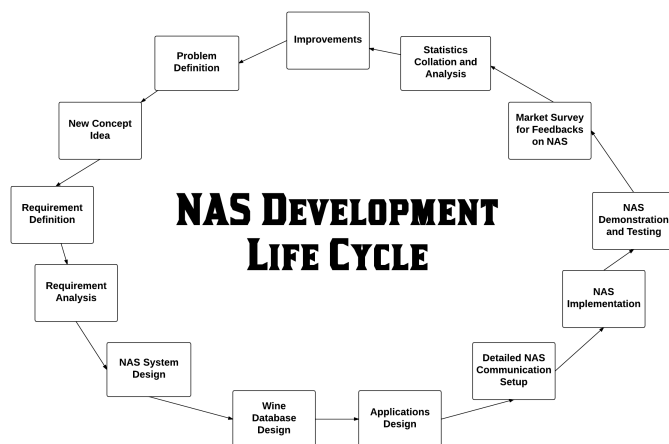 Improvements
Problem
Definition
New Concept
Idea
Requirement
Definition
Requirement
Analysis
NAS System
Design
Wine
Database
Design
Applications
Design
Detailed NAS
Communication
Setup
NAS
Implementation
NAS
Demonstration
and Testing
Market Survey
for Feedbacks
on NAS
Statistics
Collation and
Analysis
NAS Development
Life Cycle